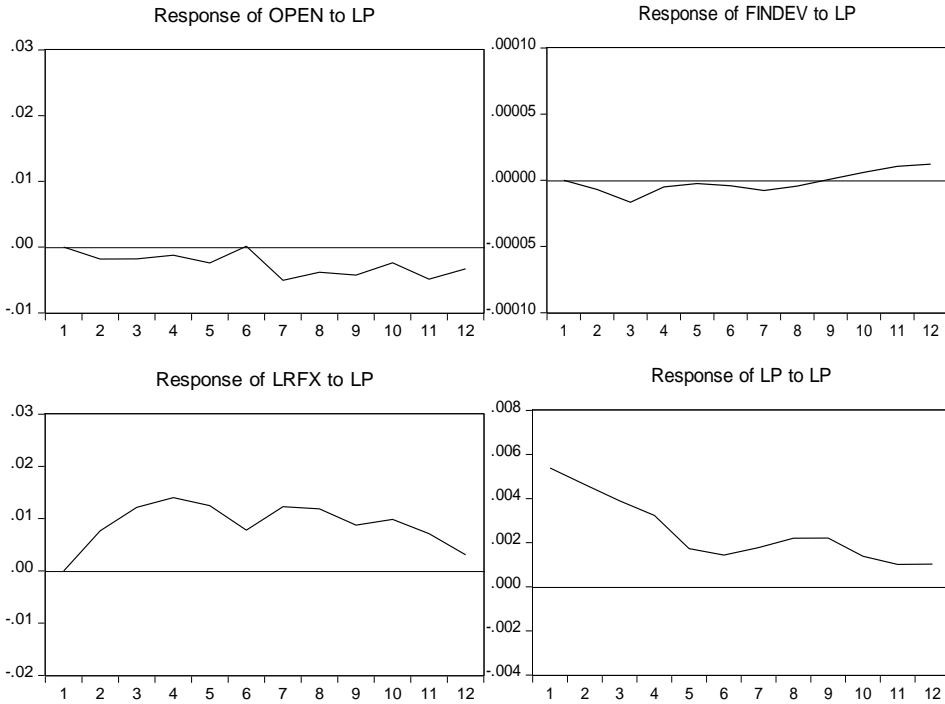 Response of OPEN to LP
.03
.02
.01
.00
-.01
1 2 3 4 5 6 7 8 9 10 11 12
Response of FINDEV to LP
.00010
.00005
.00000
-.00005
-.00010
1 2 3 4 5 6 7 8 9 10 11 12
Response of LRFX to LP
.03
.02
.01
.00
-.01
-.02
1 2 3 4 5 6 7 8 9 10 11 12
Response of LP to LP
.008
.006
.004
.002
.000
-.002
-.004
1 2 3 4 5 6 7 8 9 10 11 12